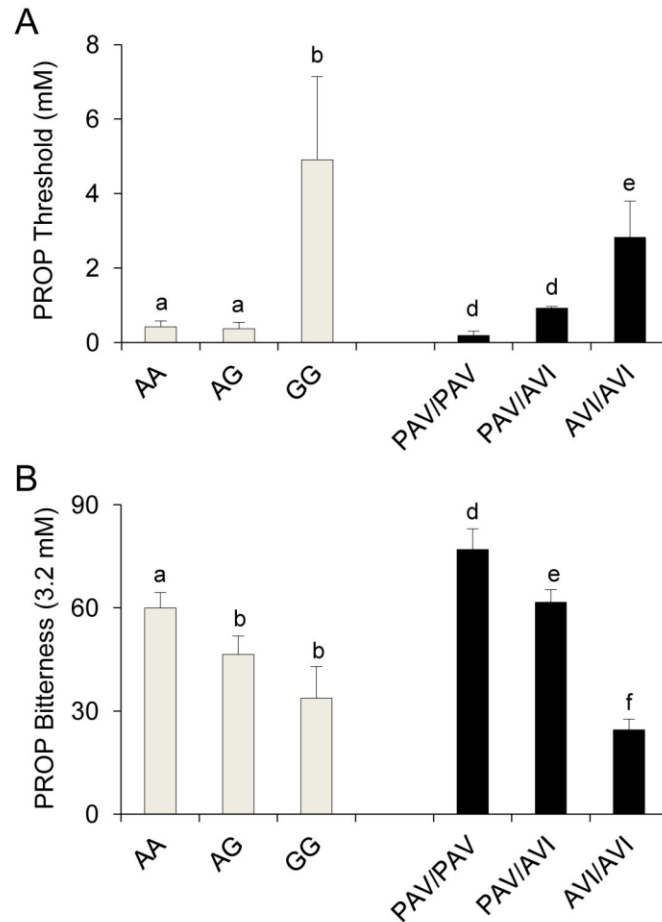 A
PROP Threshold (mM)
8
6
4
2
0
a
a
b
d
d
e
AA
AG
GG
PAV/PAV
PAV/AVI
AVI/AVI
B
PROP Bitterness (3.2 mM)
90
60
30
0
a
b
b
d
e
f
AA
AG
GG
PAV/PAV
PAV/AVI
AVI/AVI